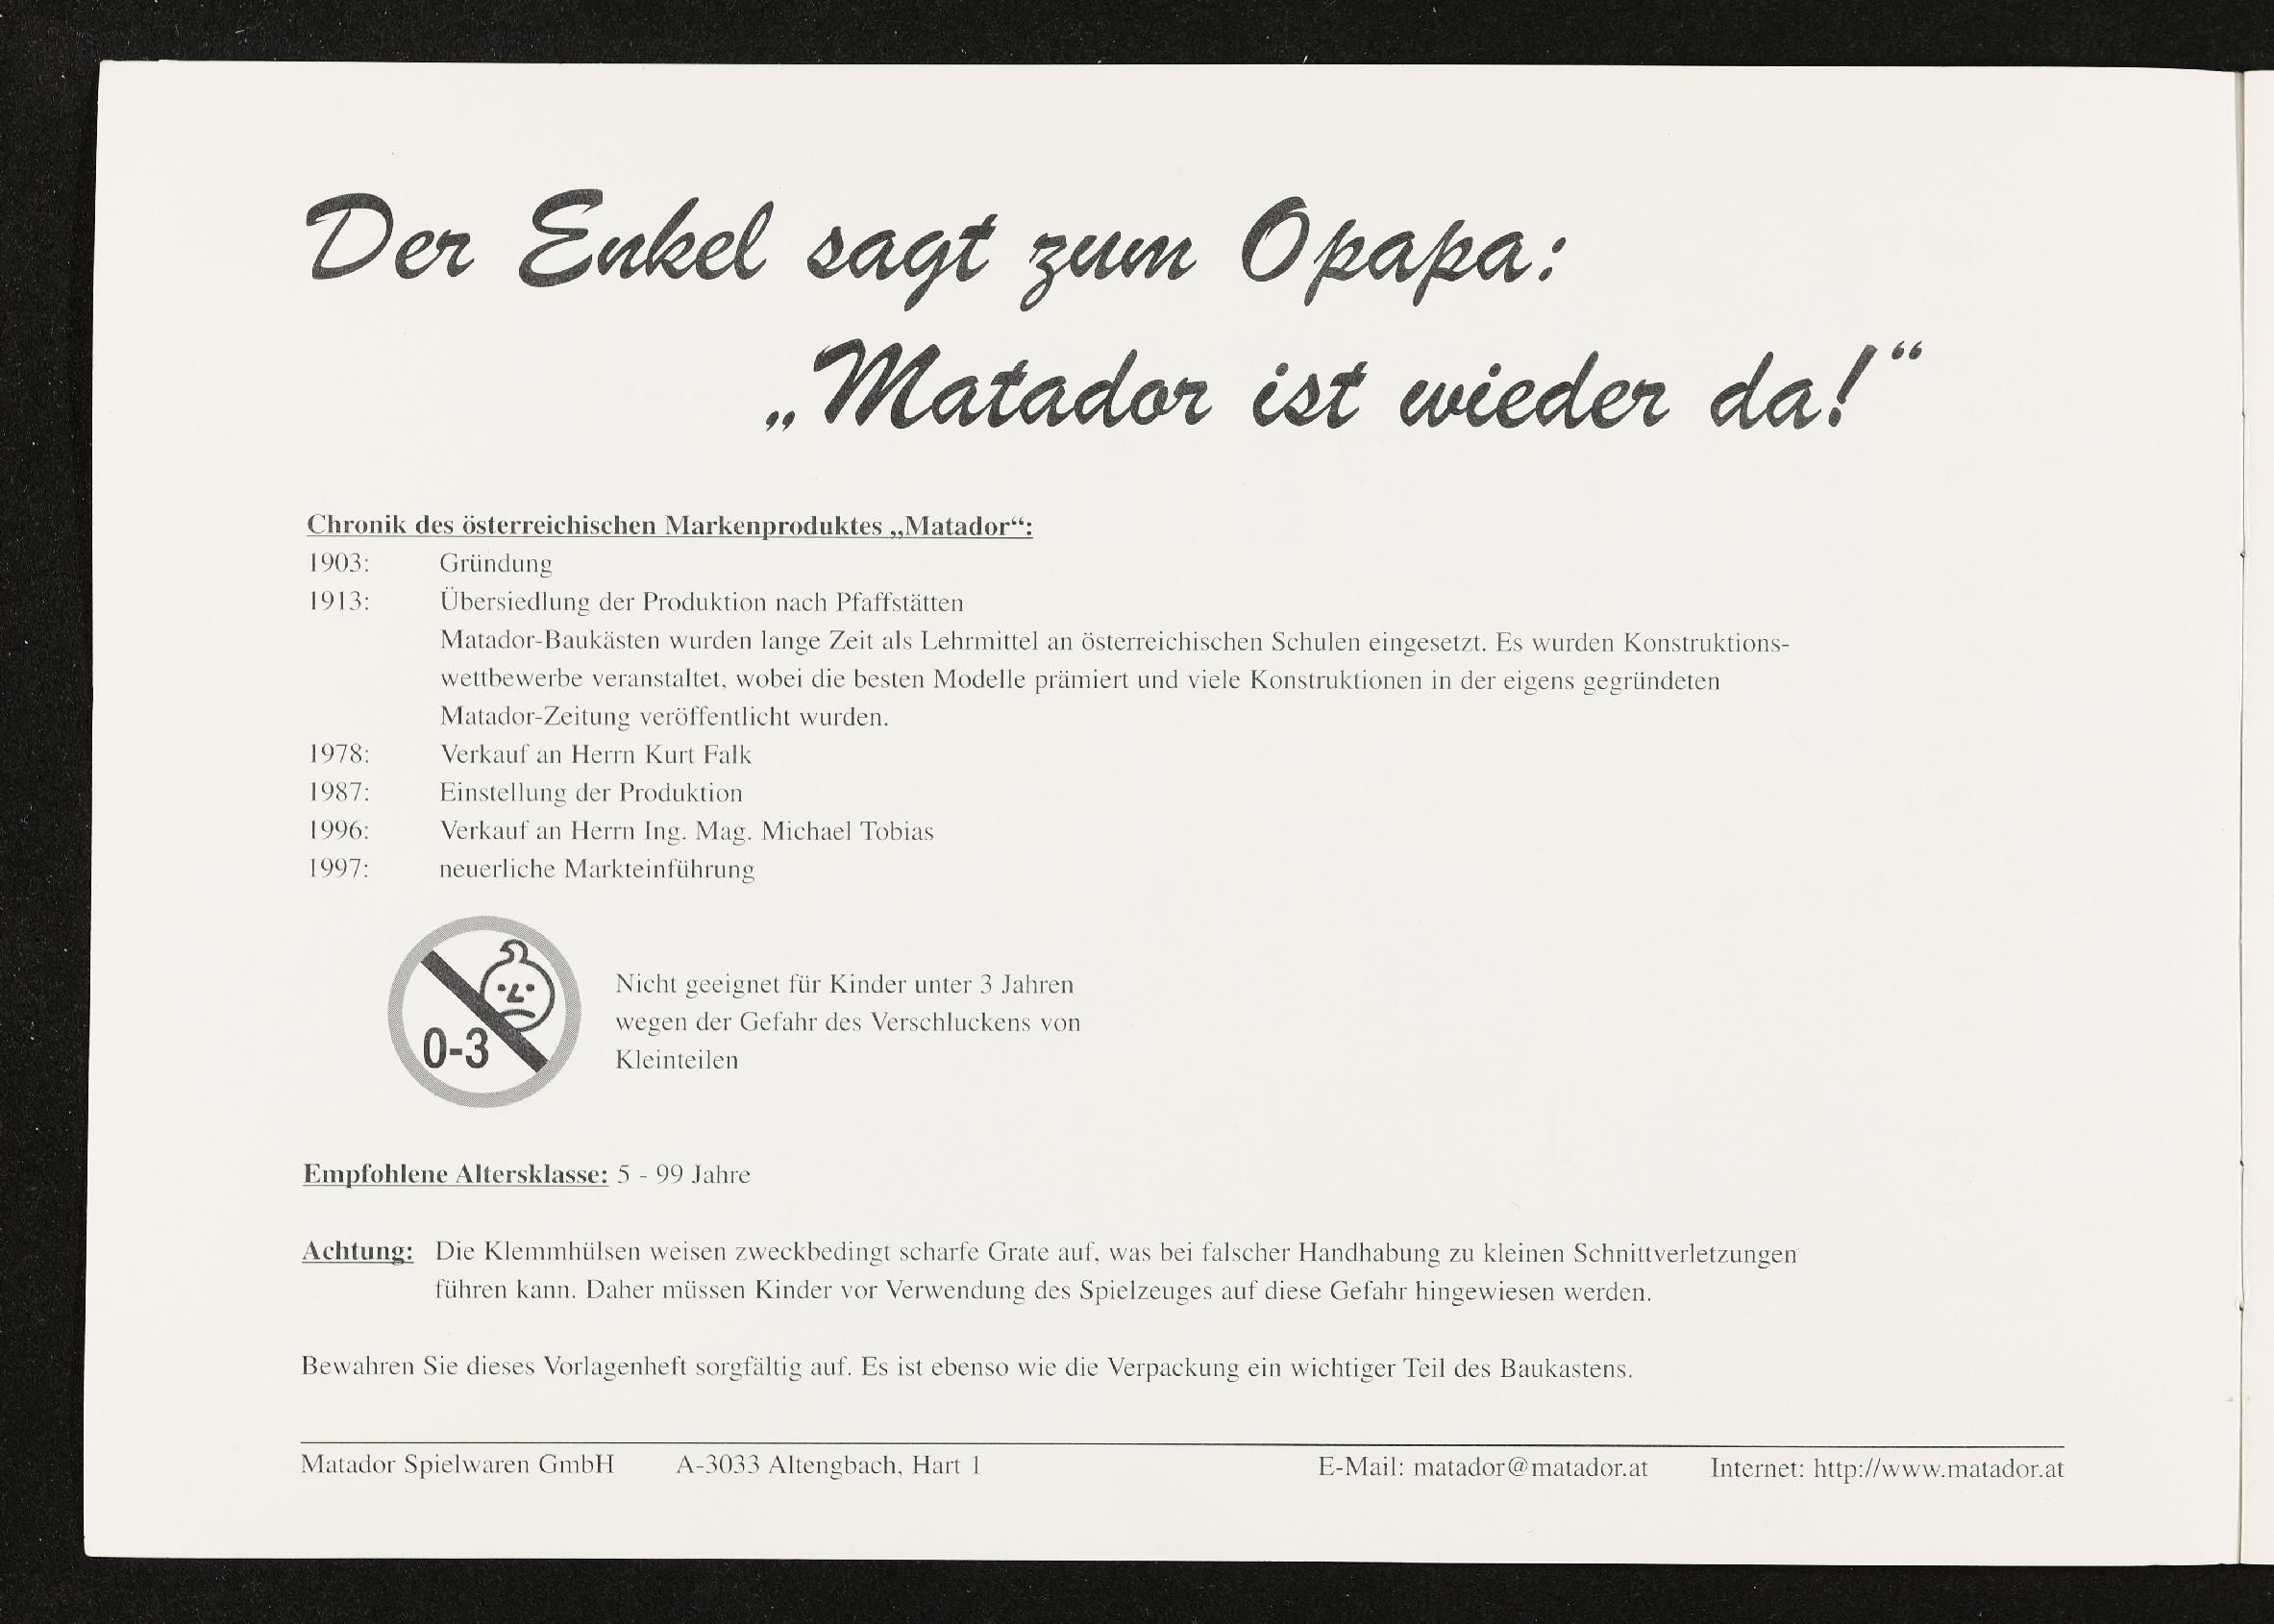 Der Enkel sagt zum Opapa:
„Matador ist wieder da!“
Chronik des österreichischen Markenproduktes „Matador“:
1903: Gründung
1913: Übersiedlung der Produktion nach Pfaffstätten
Matador-Baukästen wurden lange Zeit als Lehrmittel an österreichischen Schulen eingesetzt. Es wurden Konstruktions-
wettbewerbe veranstaltet, wobei die besten Modelle prämiert und viele Konstruktionen in der eigens gegründeten
Matador-Zeitung veröffentlicht wurden.
1978: Verkauf an Herrn Kurt Falk
1987: Einstellung der Produktion
1996: Verkauf an Herrn Ing. Mag. Michael Tobias
1997: neuerliche Markteinführung
0-3
Nicht geeignet für Kinder unter 3 Jahren
wegen der Gefahr des Verschluckens von
Kleinteilen
Empfohlene Altersklasse: 5 - 99 Jahre
Achtung: Die Klemmhülsen weisen zweckbedingt scharfe Grate auf, was bei falscher Handhabung zu kleinen Schnittverletzungen
führen kann. Daher müssen Kinder vor Verwendung des Spielzeuges auf diese Gefahr hingewiesen werden.
Bewahren Sie dieses Vorlagenheft sorgfältig auf. Es ist ebenso wie die Verpackung ein wichtiger Teil des Baukastens.
Matador Spielwaren GmbH A-3033 Altengbach, Hart 1 E-Mail: matador@matador.at Internet: http://www.matador.at